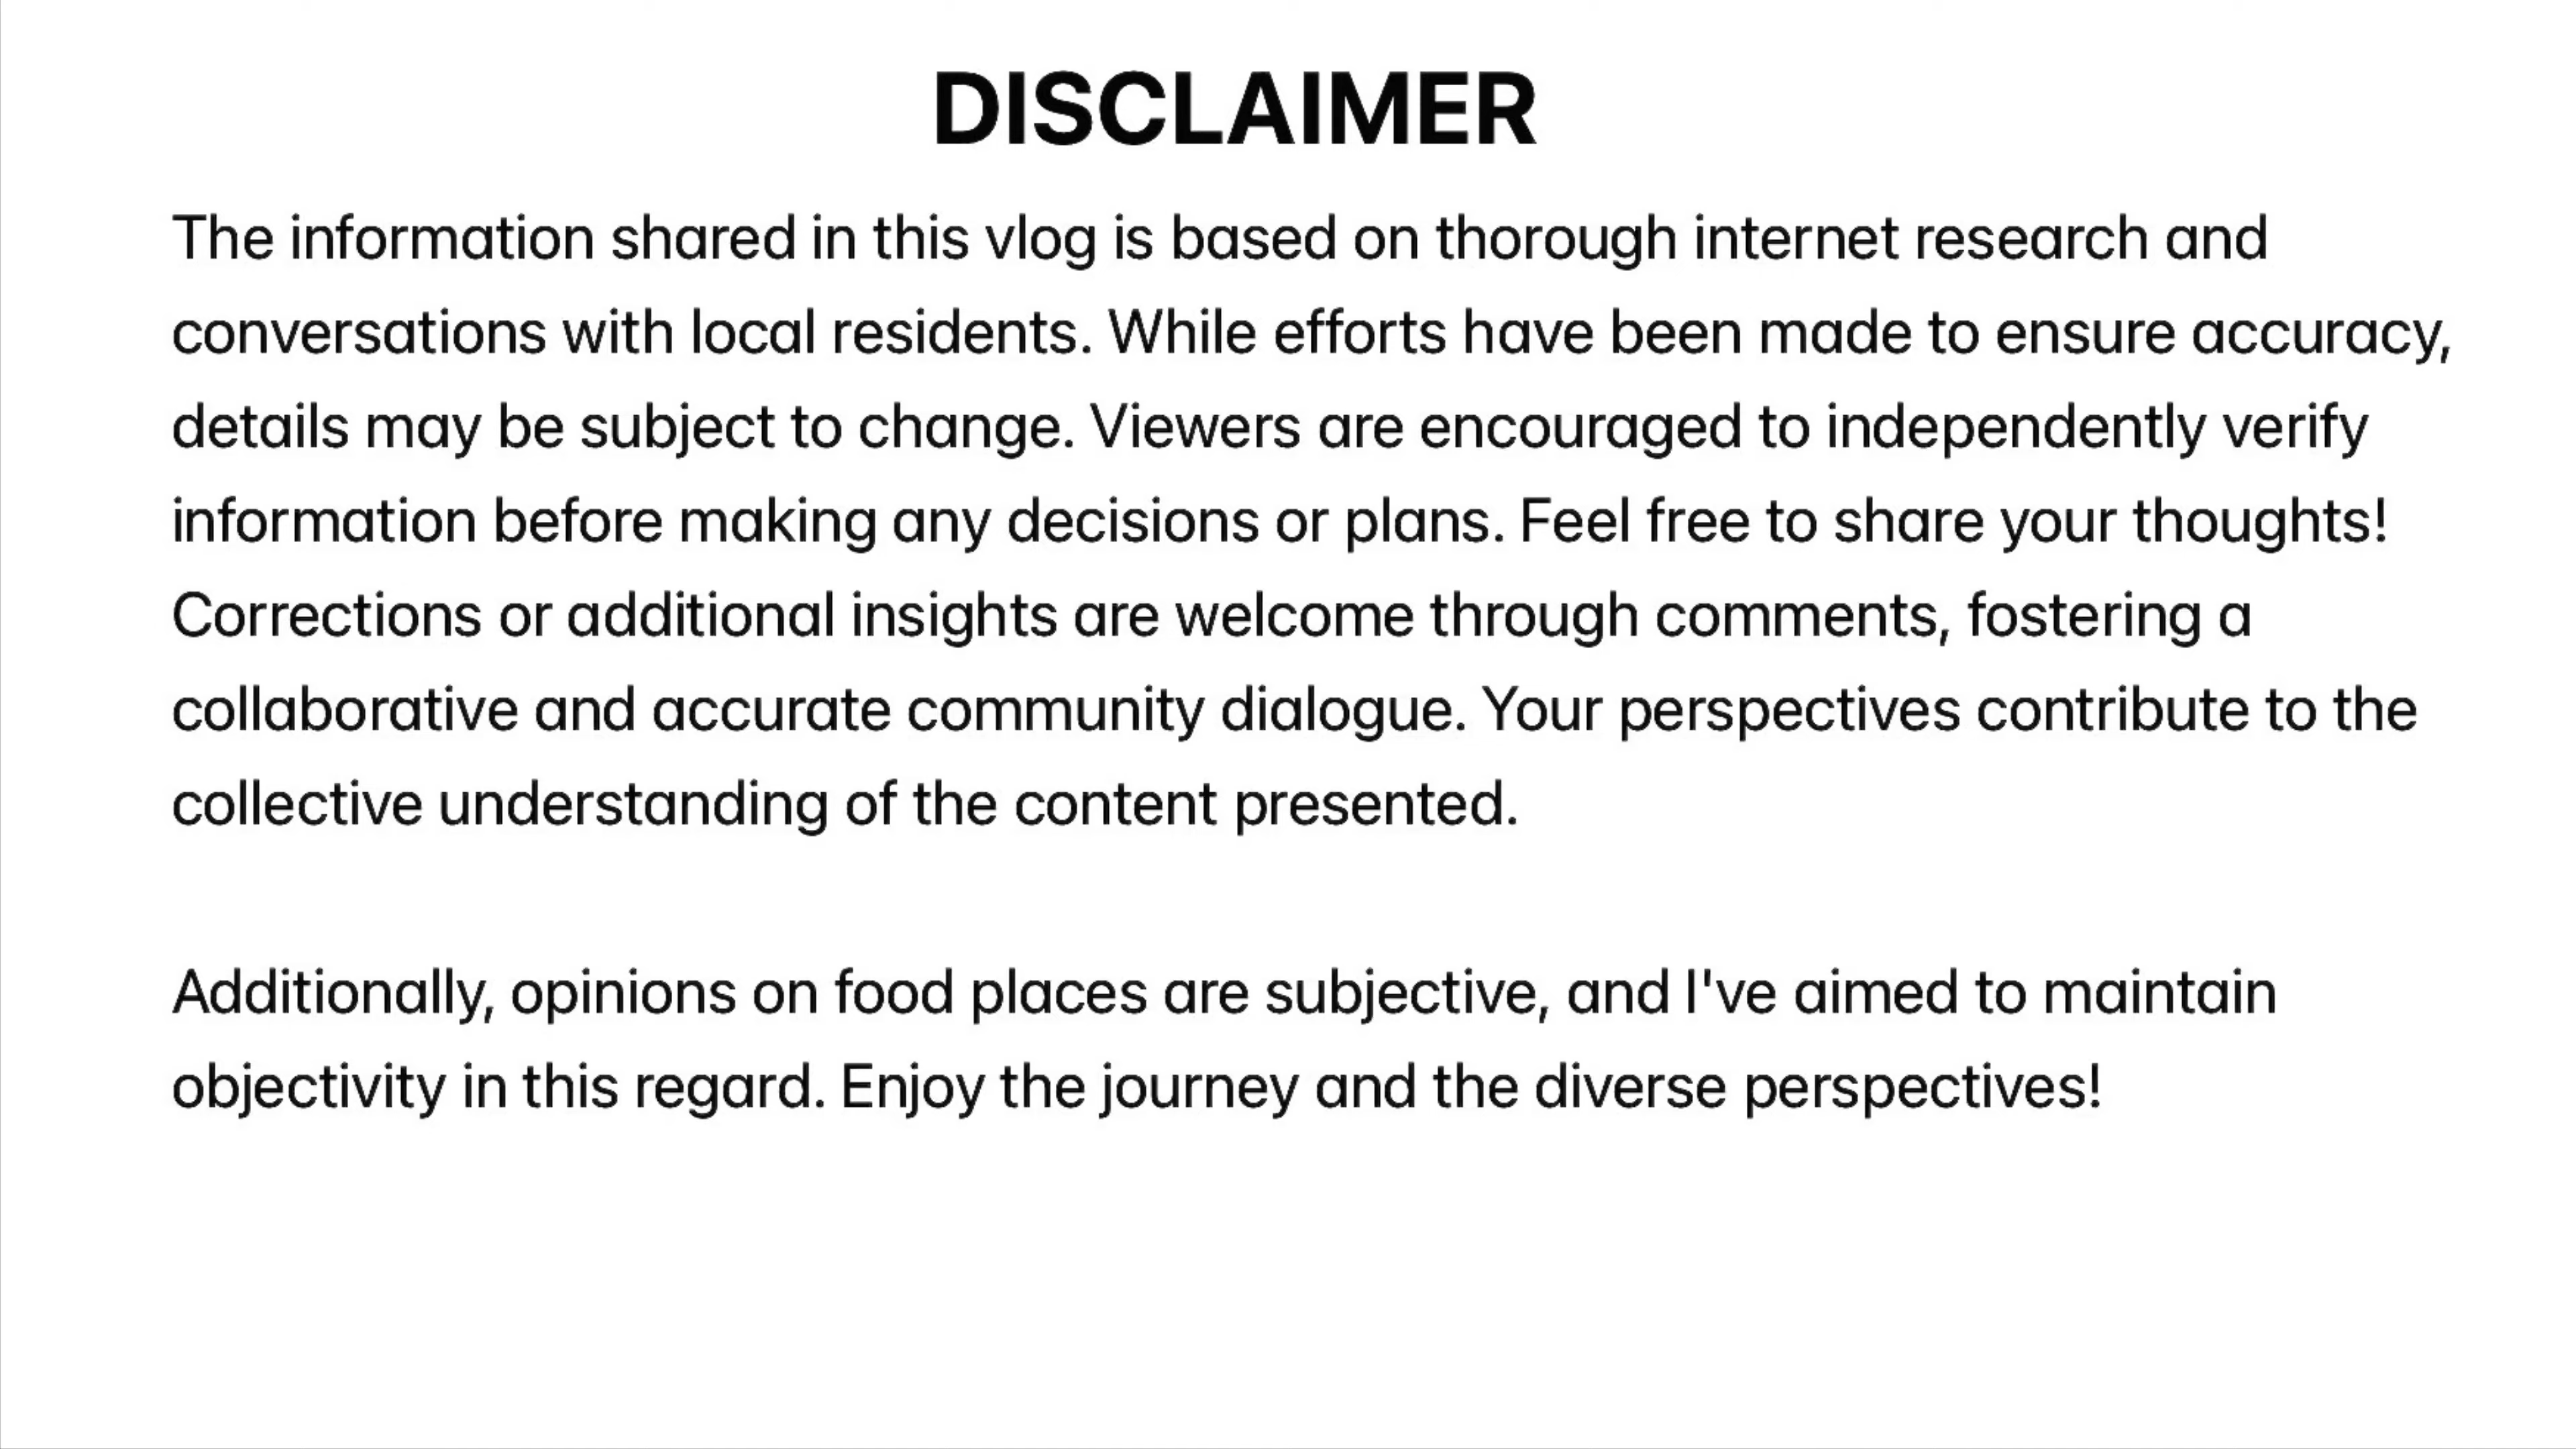 DISCLAIMER
The information shared in this vlog is based on thorough internet research and
conversations with local residents. While efforts have been made to ensure accuracy,
details may be subject to change. Viewers are encouraged to independently verify
information before making any decisions or plans. Feel free to share your thoughts!
Corrections or additional insights are welcome through comments, fostering a
collaborative and accurate community dialogue. Your perspectives contribute to the
collective understanding of the content presented.
Additionally, opinions on food places are subjective, and I've aimed to maintain
objectivity in this regard. Enjoy the journey and the diverse perspectives!